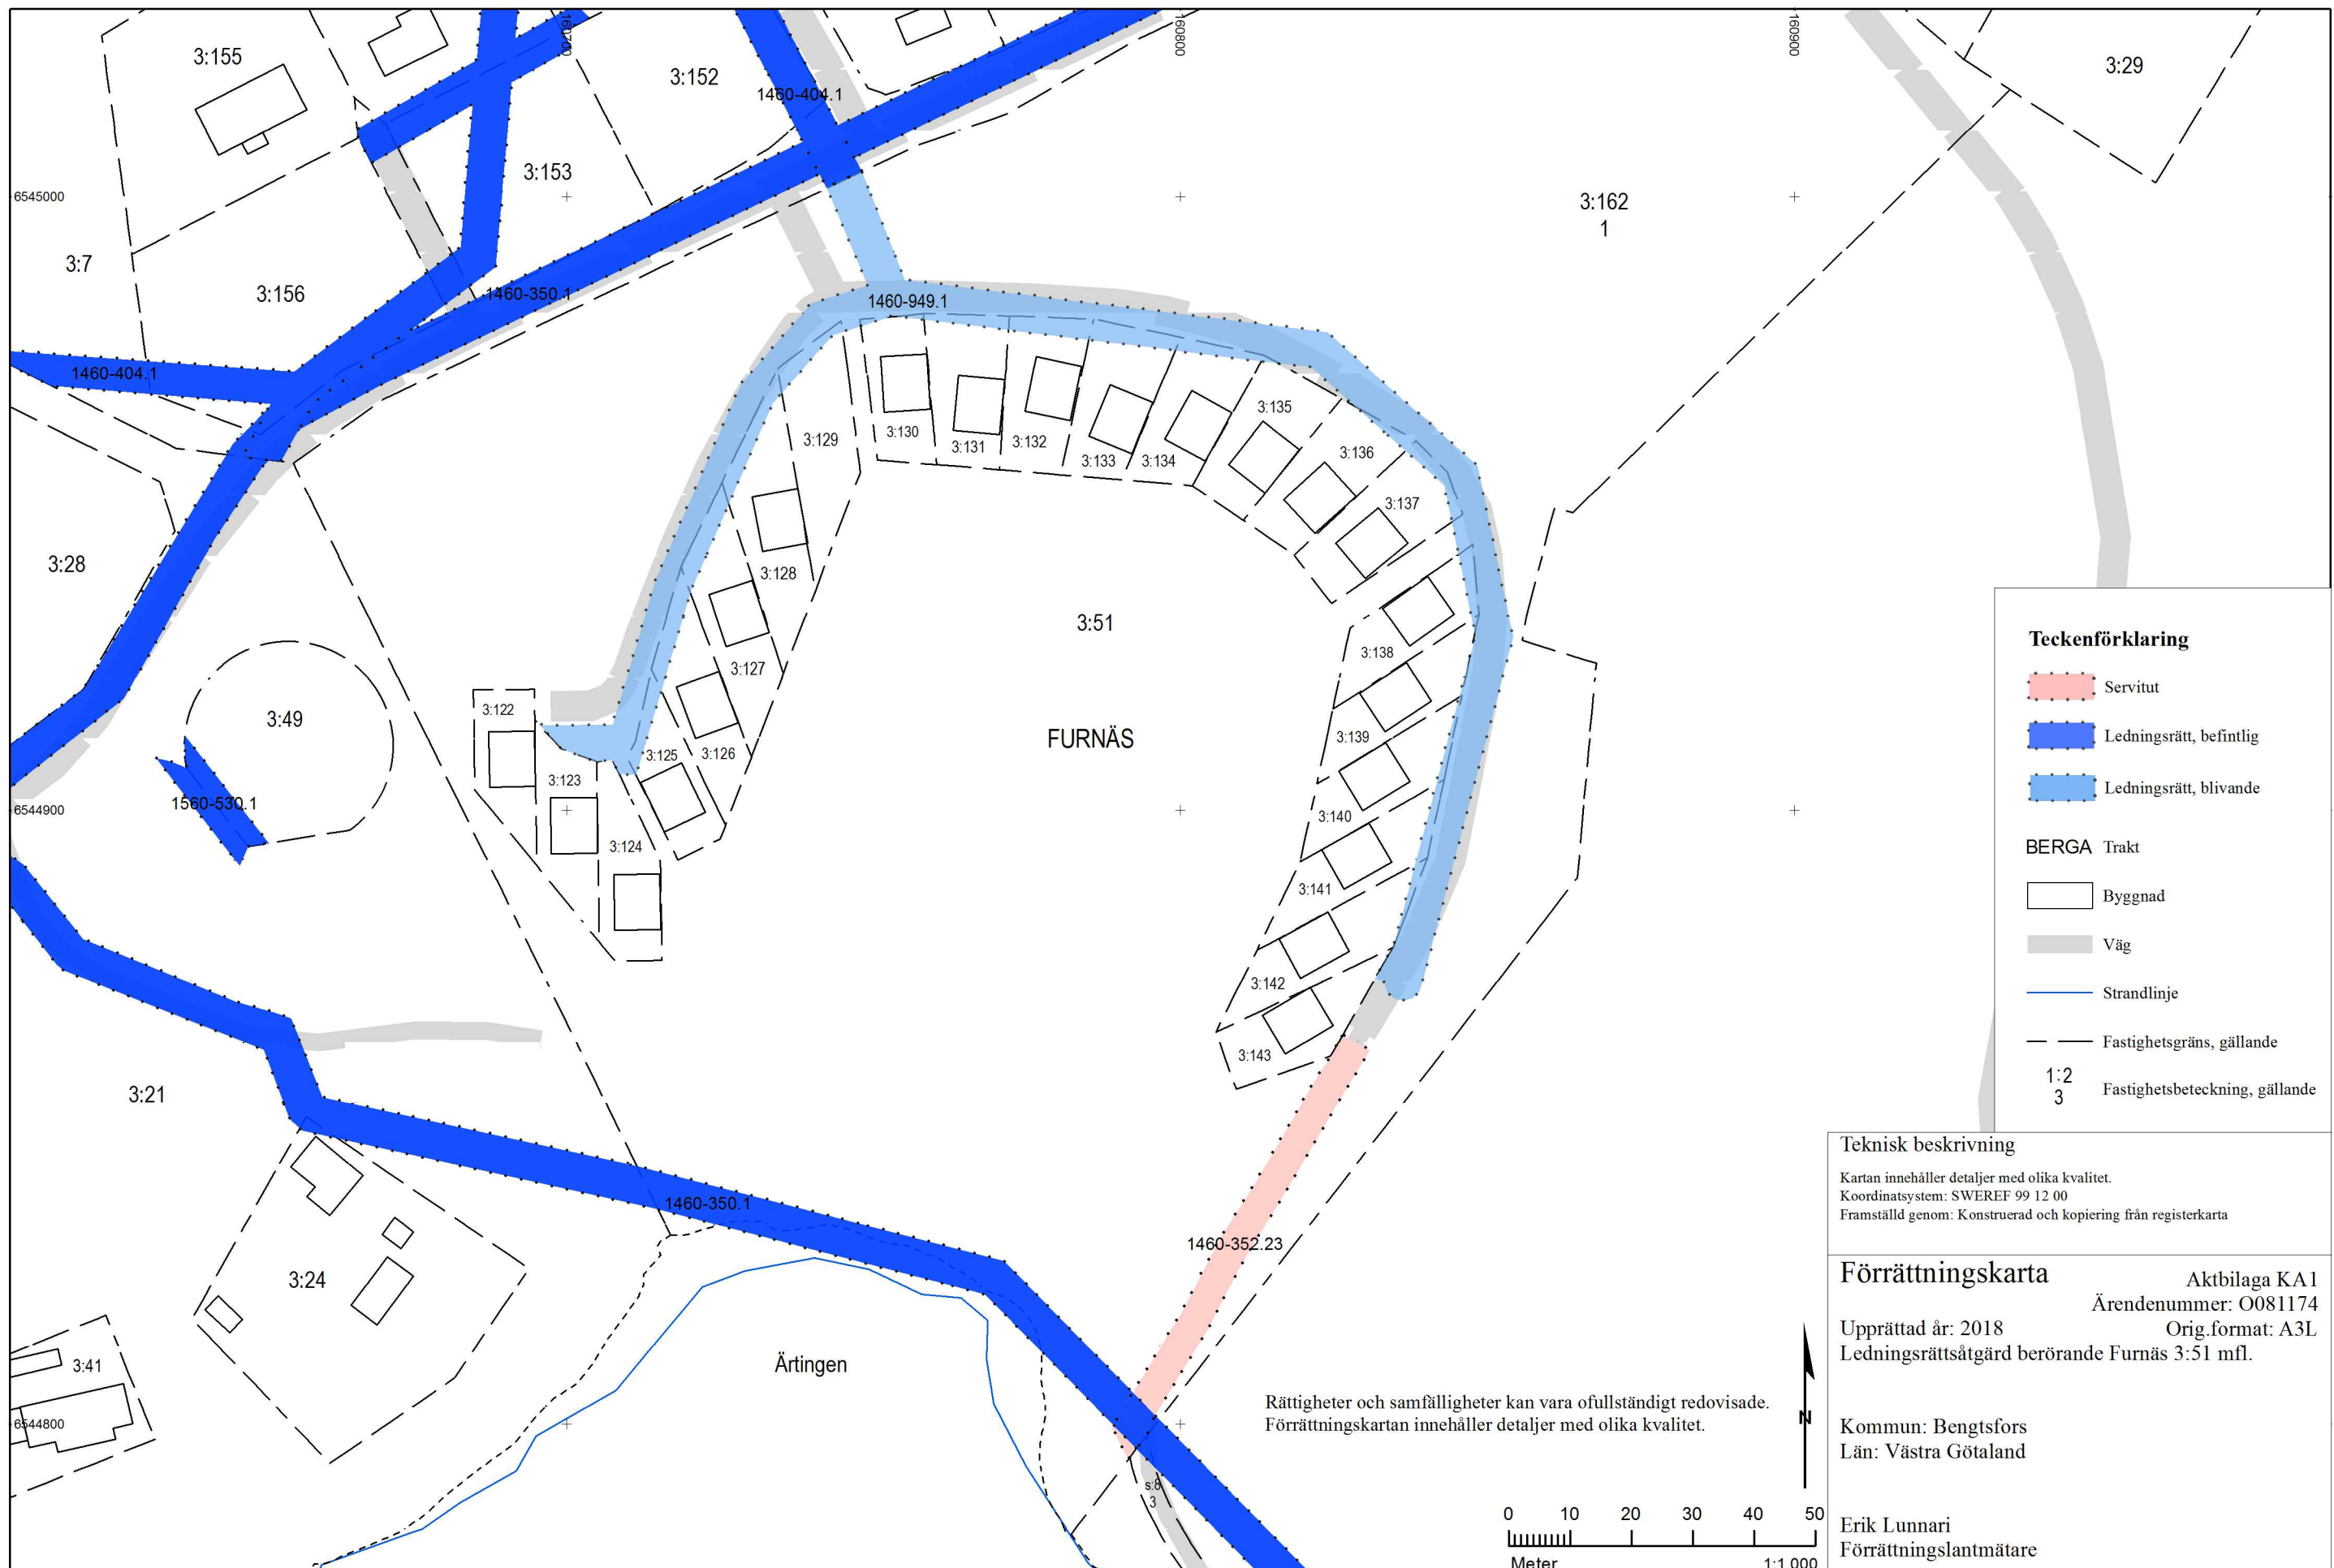 160700
160800
160900
3:155
3:152
1460-404.1
3:29
3:153
6545000
3:162
1
3:7
3:156
1460-350.1
1460-949.1
1460-404.1
3:135
3:129
3:130
3:131
3:132
3:133
3:134
3:136
3:137
3:28
3:128
3:51
3:138
3:127
3:122
3:49
FURNÄS
3:139
3:125
3:126
3:123
1560-530.1
6544900
3:140
3:124
3:141
3:142
3:143
3:21
1460-350.1
1460-352.23
3:24
3:41
Ärtingen
6544800
s:8
3
Teckenförklaring
Servitut
Ledningsrätt, befintlig
Ledningsrätt, blivande
BERGA Trakt
Byggnad
Väg
Strandlinje
Fastighetsgräns, gällande
1:2
3
Fastighetsbeteckning, gällande
Teknisk beskrivning
Kartan innehåller detaljer med olika kvalitet.
Koordinatsystem: SWEREF 99 12 00
Framställd genom: Konstruerad och kopiering från registerkarta
Förrättningskarta
Aktbilaga KA1
Ärendenummer: O081174
Upprättad år: 2018
Orig.format: A3L
Ledningsrättsåtgärd berörande Furnäs 3:51 mfl.
Kommun: Bengtsfors
Län: Västra Götaland
Erik Lunnari
Förrättningslantmätare
Rättigheter och samfälligheter kan vara ofullständigt redovisade.
Förrättningskartan innehåller detaljer med olika kvalitet.
N
0 10 20 30 40 50
Meter 1:1 000